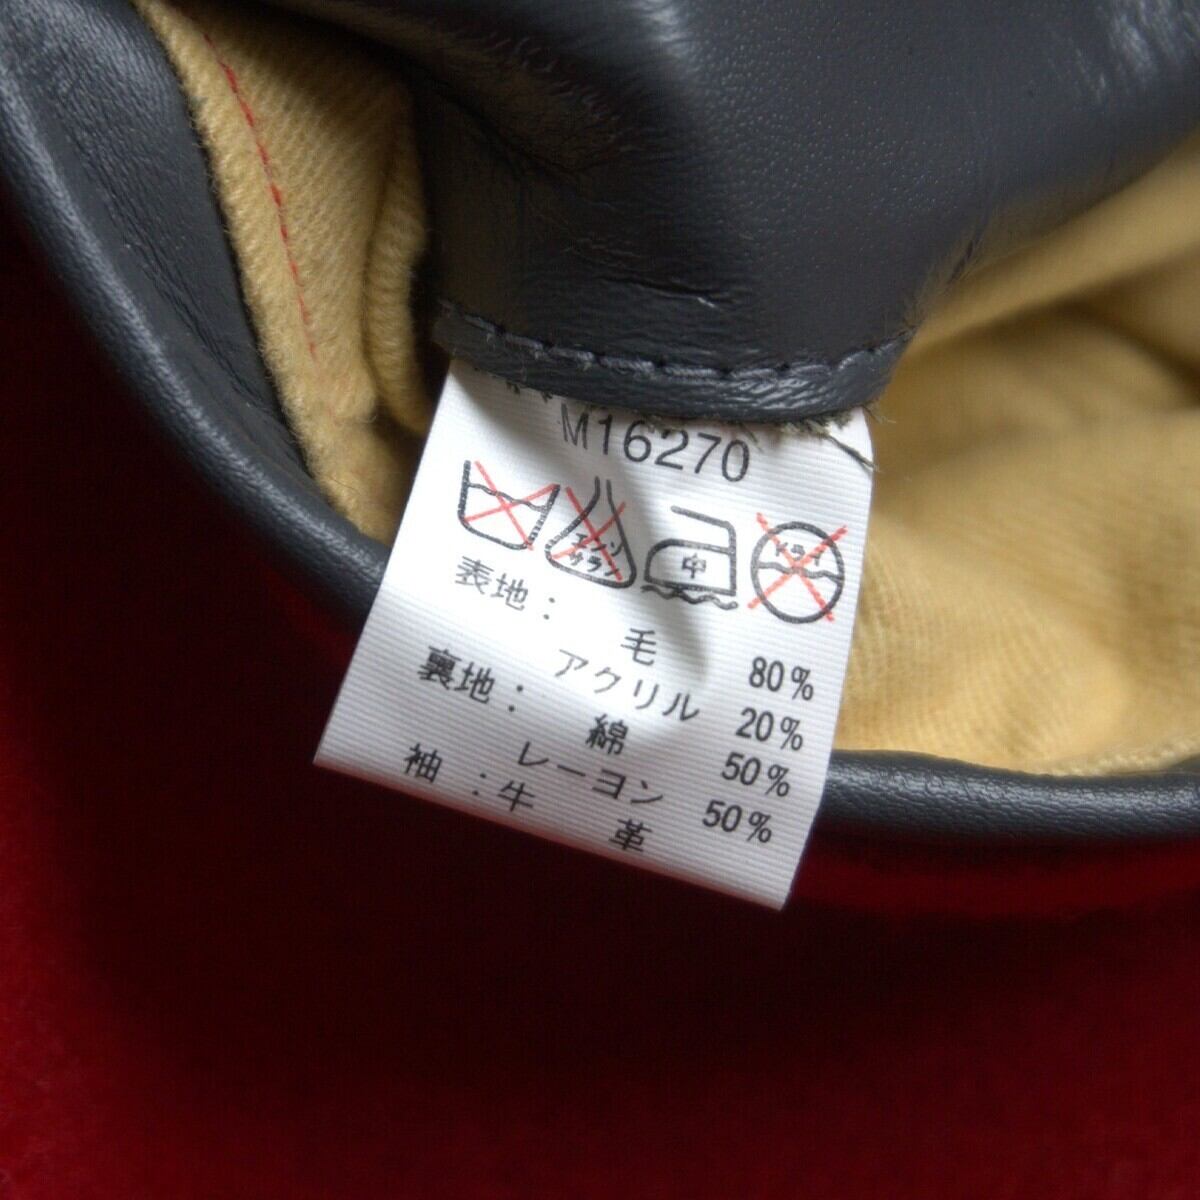 M16270
エンソ
サラシ
中
ドライ
表地:
毛 80%
アクリル 20%
裏地:
綿 50%
レーヨン 50%
袖:牛革